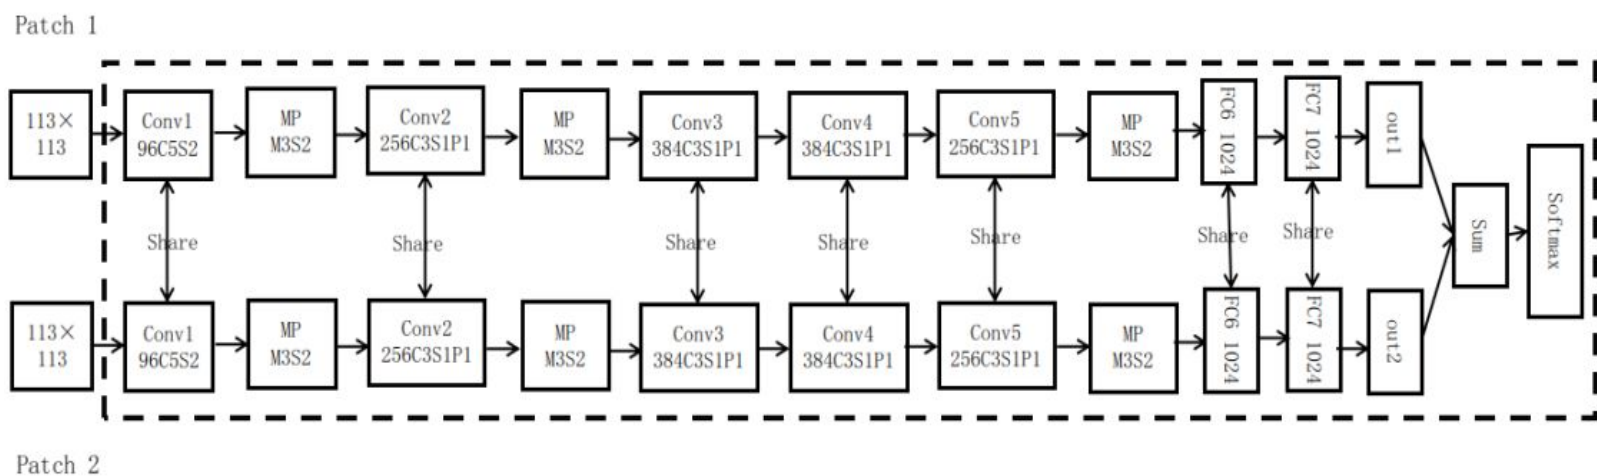 Patch 1
113×
113
Conv1
96C5S2
MP
M3S2
Conv2
256C3S1P1
MP
M3S2
Conv3
384C3S1P1
Conv4
384C3S1P1
Conv5
256C3S1P1
MP
M3S2
FC6 1024
FC7 1024
out1
Share
Share
Share
Share
Share
Share
Share
Sum
Softmax
113×
113
Conv1
96C5S2
MP
M3S2
Conv2
256C3S1P1
MP
M3S2
Conv3
384C3S1P1
Conv4
384C3S1P1
Conv5
256C3S1P1
MP
M3S2
FC6 1024
FC7 1024
out2
Patch 2